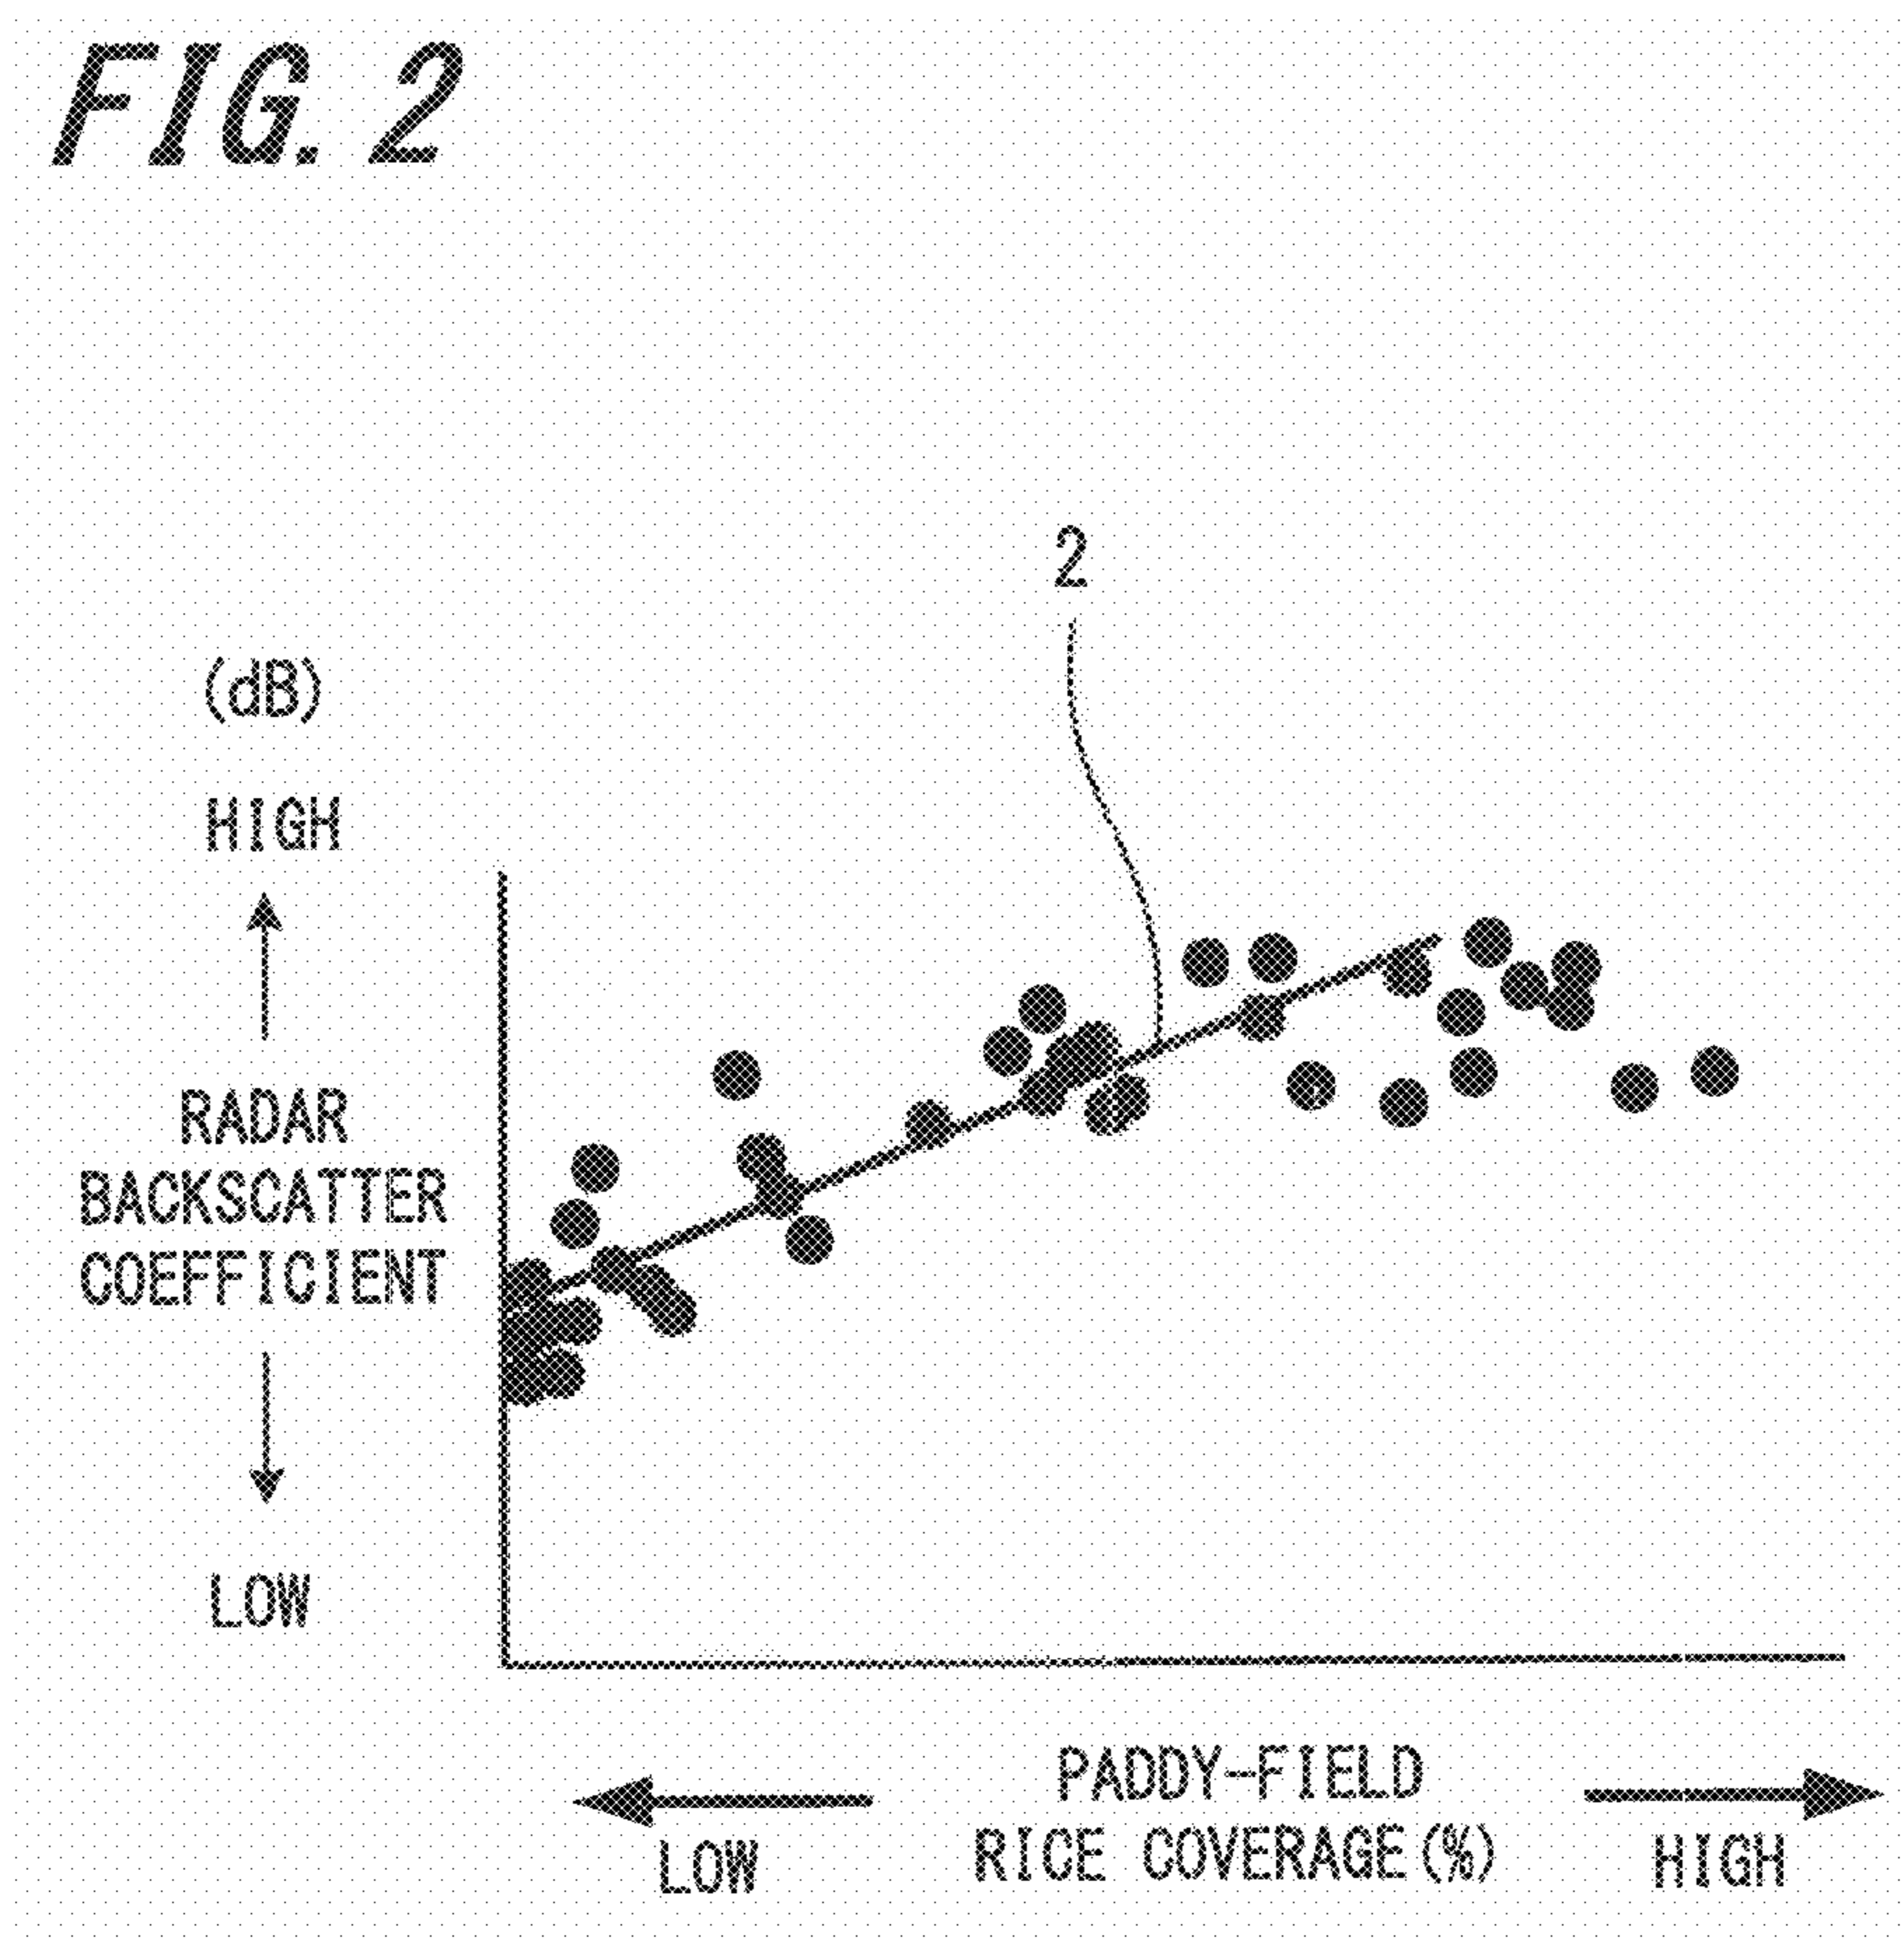 FIG. 2
2
(dB)
HIGH
RADAR
BACKSCATTER
COEFFICIENT
LOW
PADDY-FIELD
RICE COVERAGE(%)
LOW
HIGH